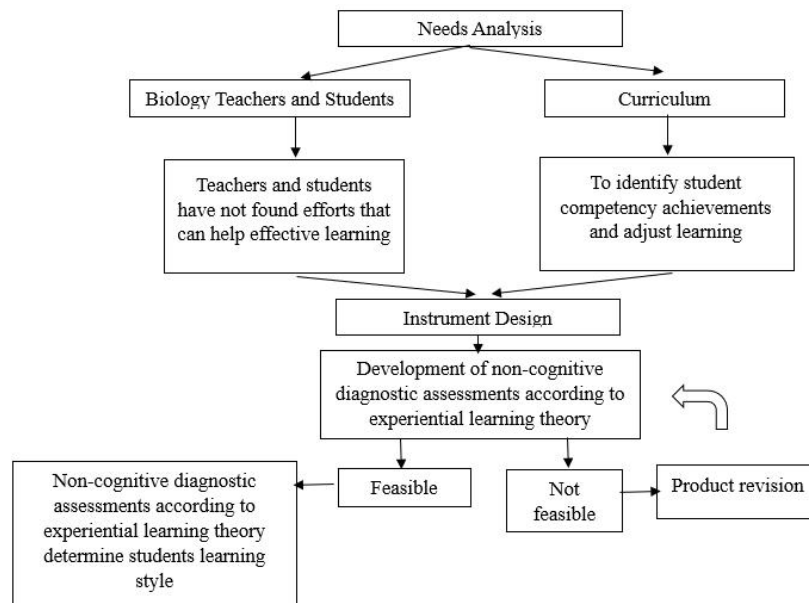 Needs Analysis
Biology Teachers and Students
Curriculum
Teachers and students
have not found efforts that
can help effective learning
To identify student
competency achievements
and adjust learning
Instrument Design
Development of non-cognitive
diagnostic assessments according to
experiential learning theory
Non-cognitive diagnostic
assessments according to
experiential learning theory
determine students learning
style
Feasible
Not
feasible
Product revision